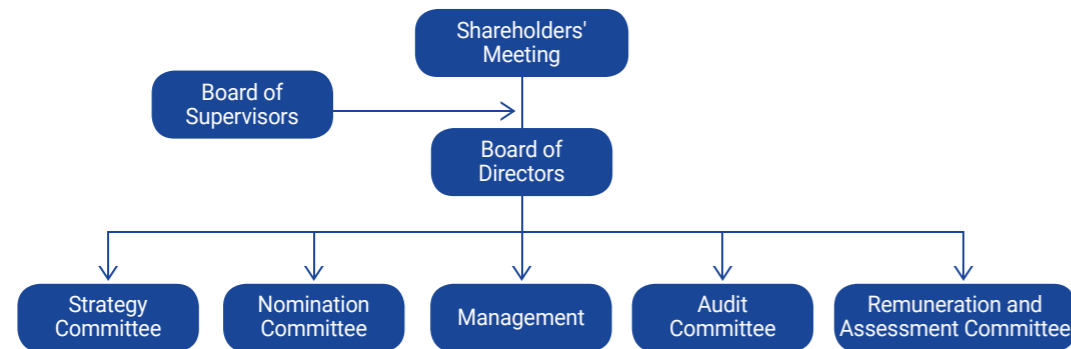 Shareholders'
Meeting
Board of
Supervisors
Board of
Directors
Strategy
Committee
Nomination
Committee
Management
Audit
Committee
Remuneration and
Assessment Committee